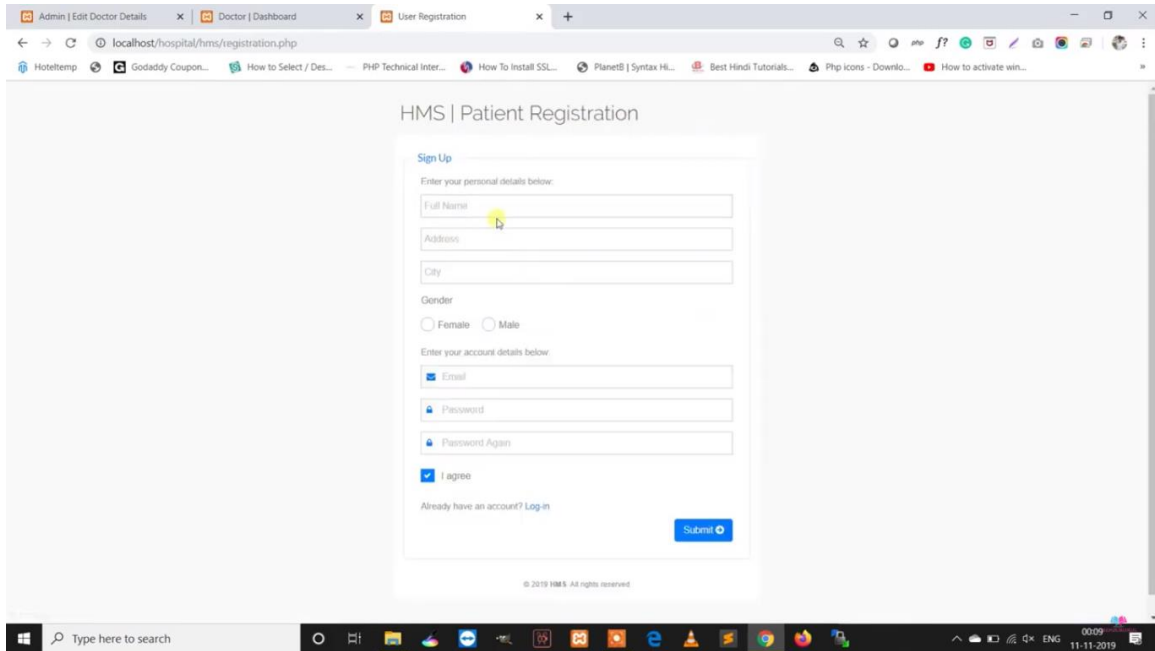 Admin | Edit Doctor Details
Doctor | Dashboard
User Registration
localhost/hospital/hms/registration.php
php
f?
Hoteltemp
Godaddy Coupon...
How to Select / Des...
PHP Technical Inter...
How To Install SSL...
PlanetB | Syntax Hi...
Best Hindi Tutorials...
Php icons - Downlo...
How to activate win...
HMS | Patient Registration
Sign Up
Enter your personal details below:
Full Name
Address
City
Gender
Female Male
Enter your account details below:
Email
Password
Password Again
I agree
Already have an account? Log-in
Submit
© 2019 HMS. All rights reserved
Type here to search
ENG
00:09
11-11-2019